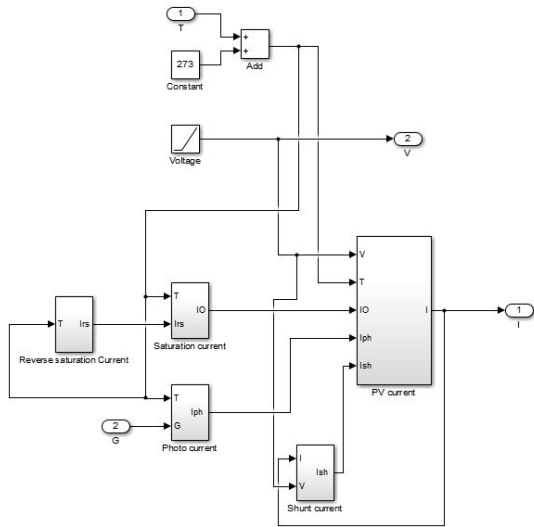 1
T
+
+
Add
273
Constant
Voltage
2
V
V
T
IO
Iph
Ish
I
PV current
1
I
T
Irs
IO
Saturation current
T Irs
Reverse saturation Current
T
G
Iph
Photo current
2
G
I
V
Ish
Shunt current